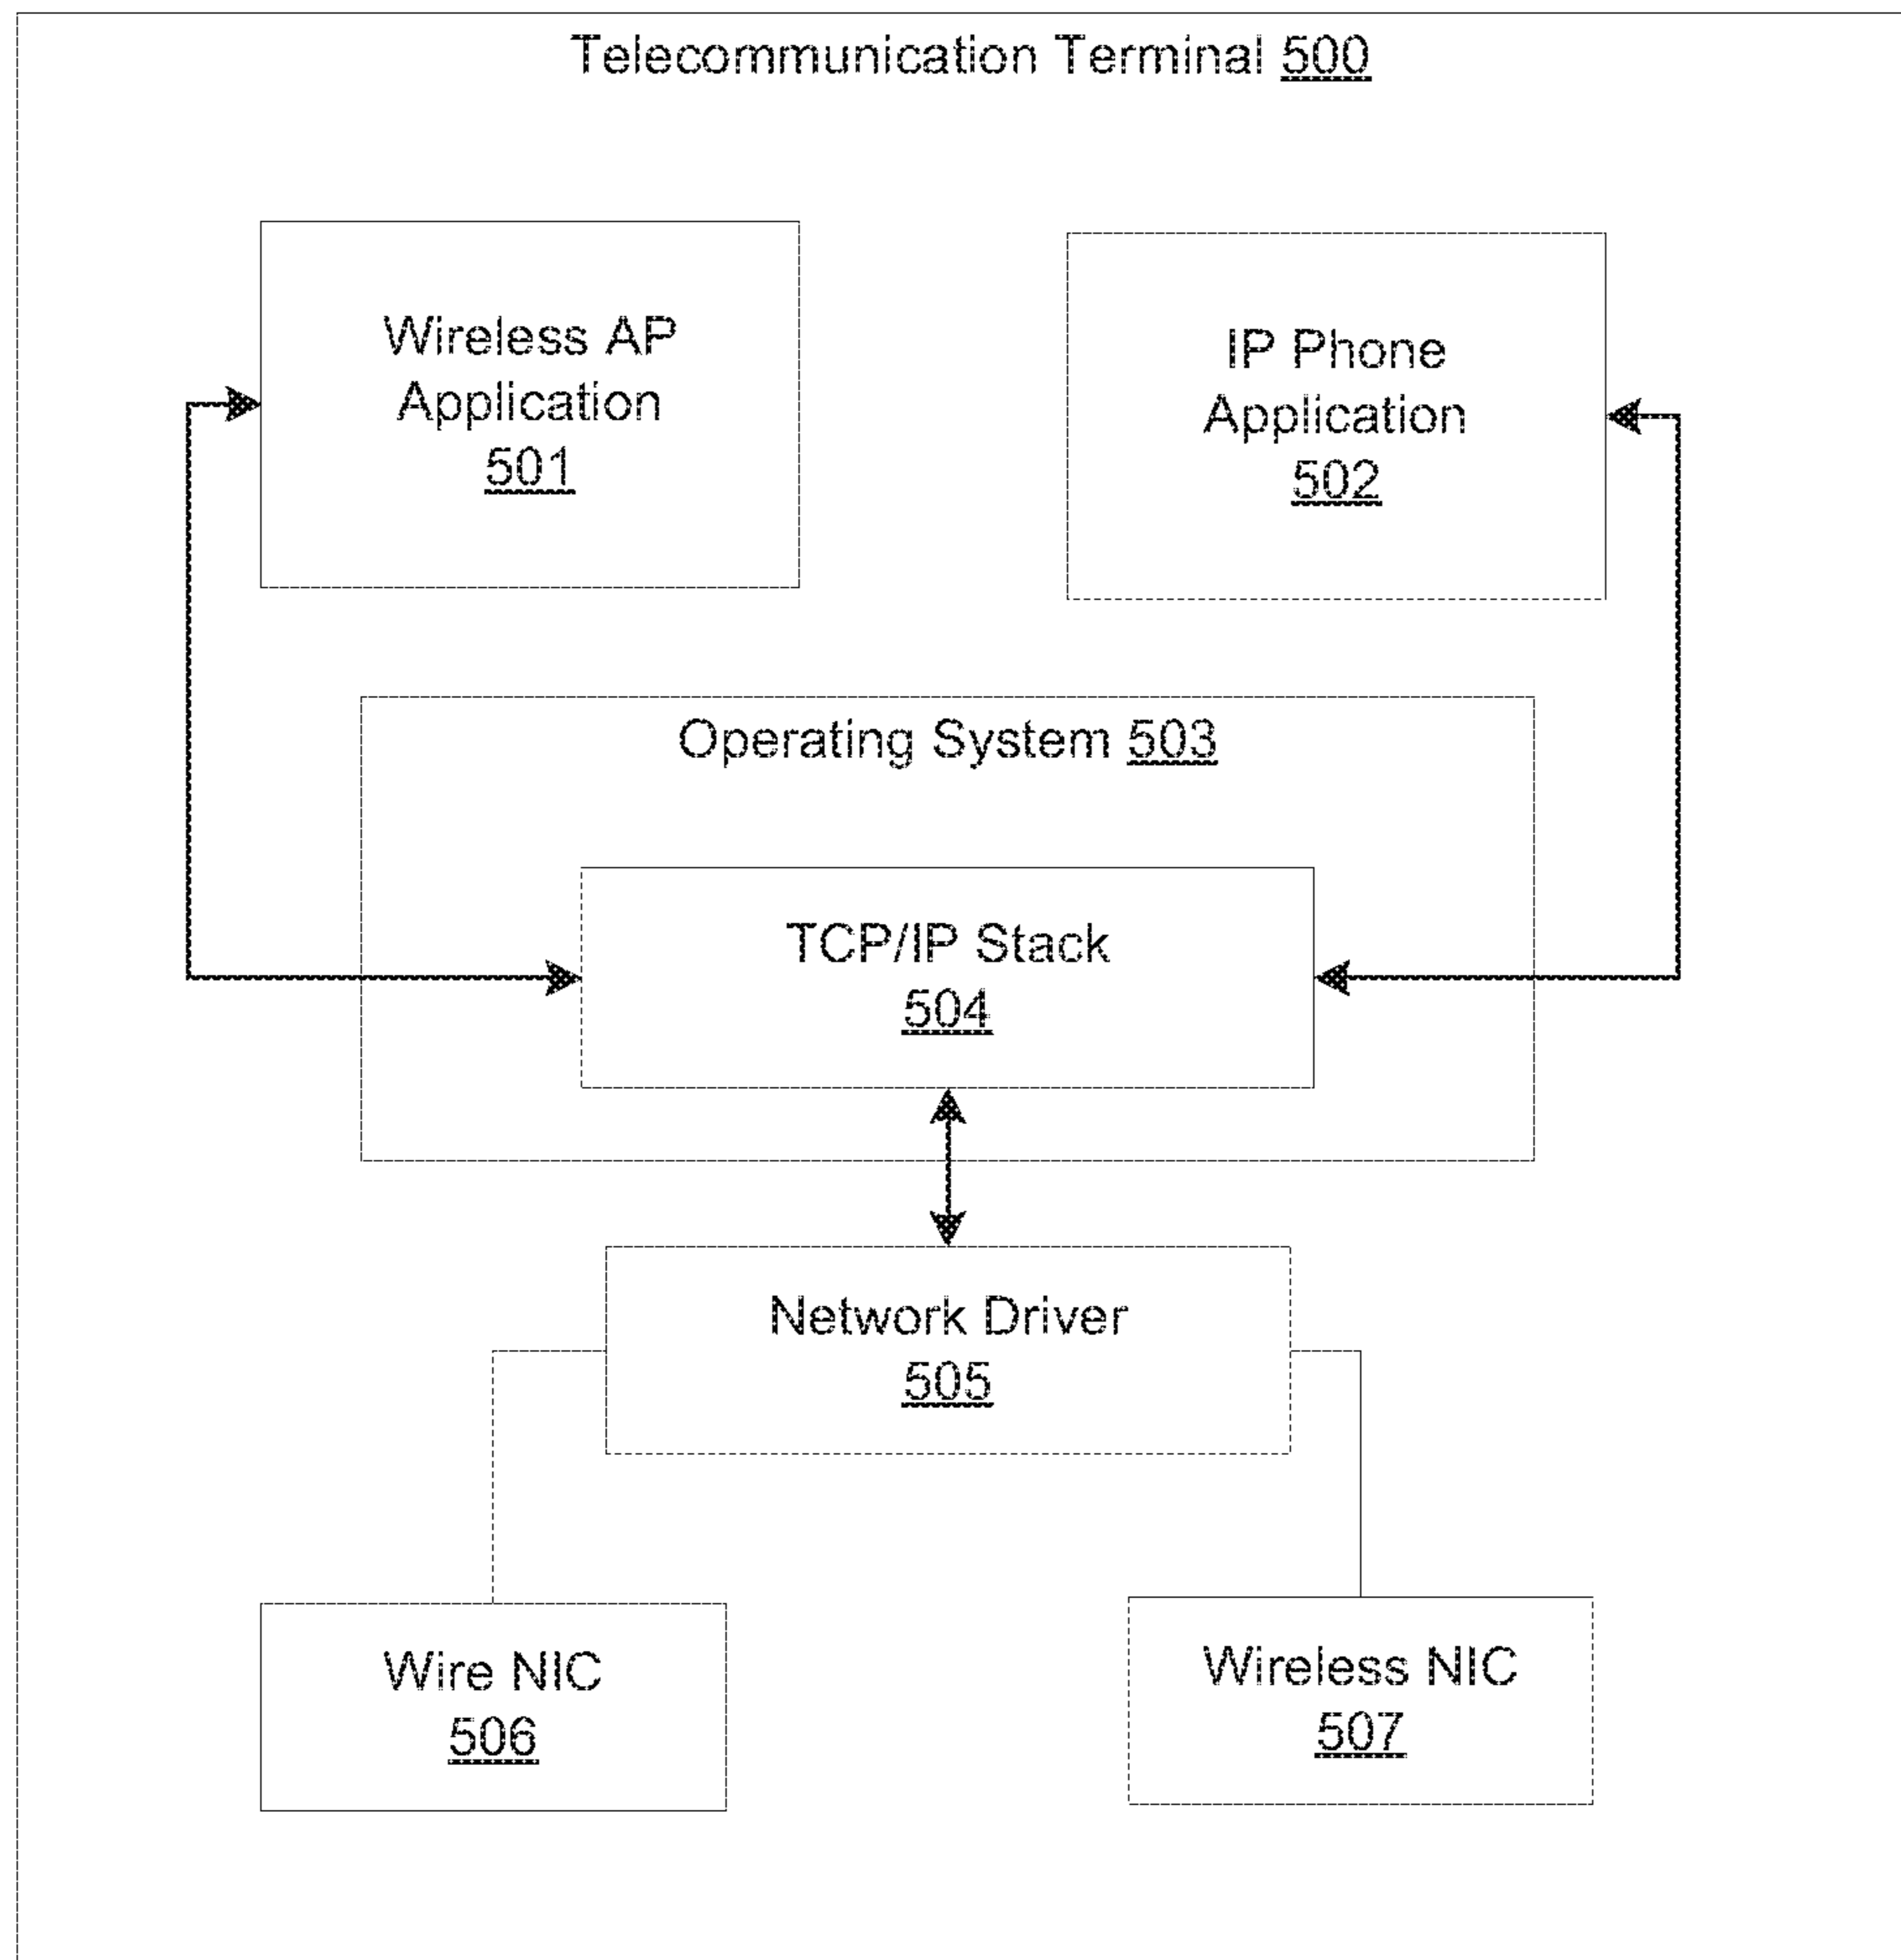 Telecommunication Terminal 500
Wireless AP
Application
501
IP Phone
Application
502
Operating System 503
TCP/IP Stack
504
Network Driver
505
Wire NIC
506
Wireless NIC
507